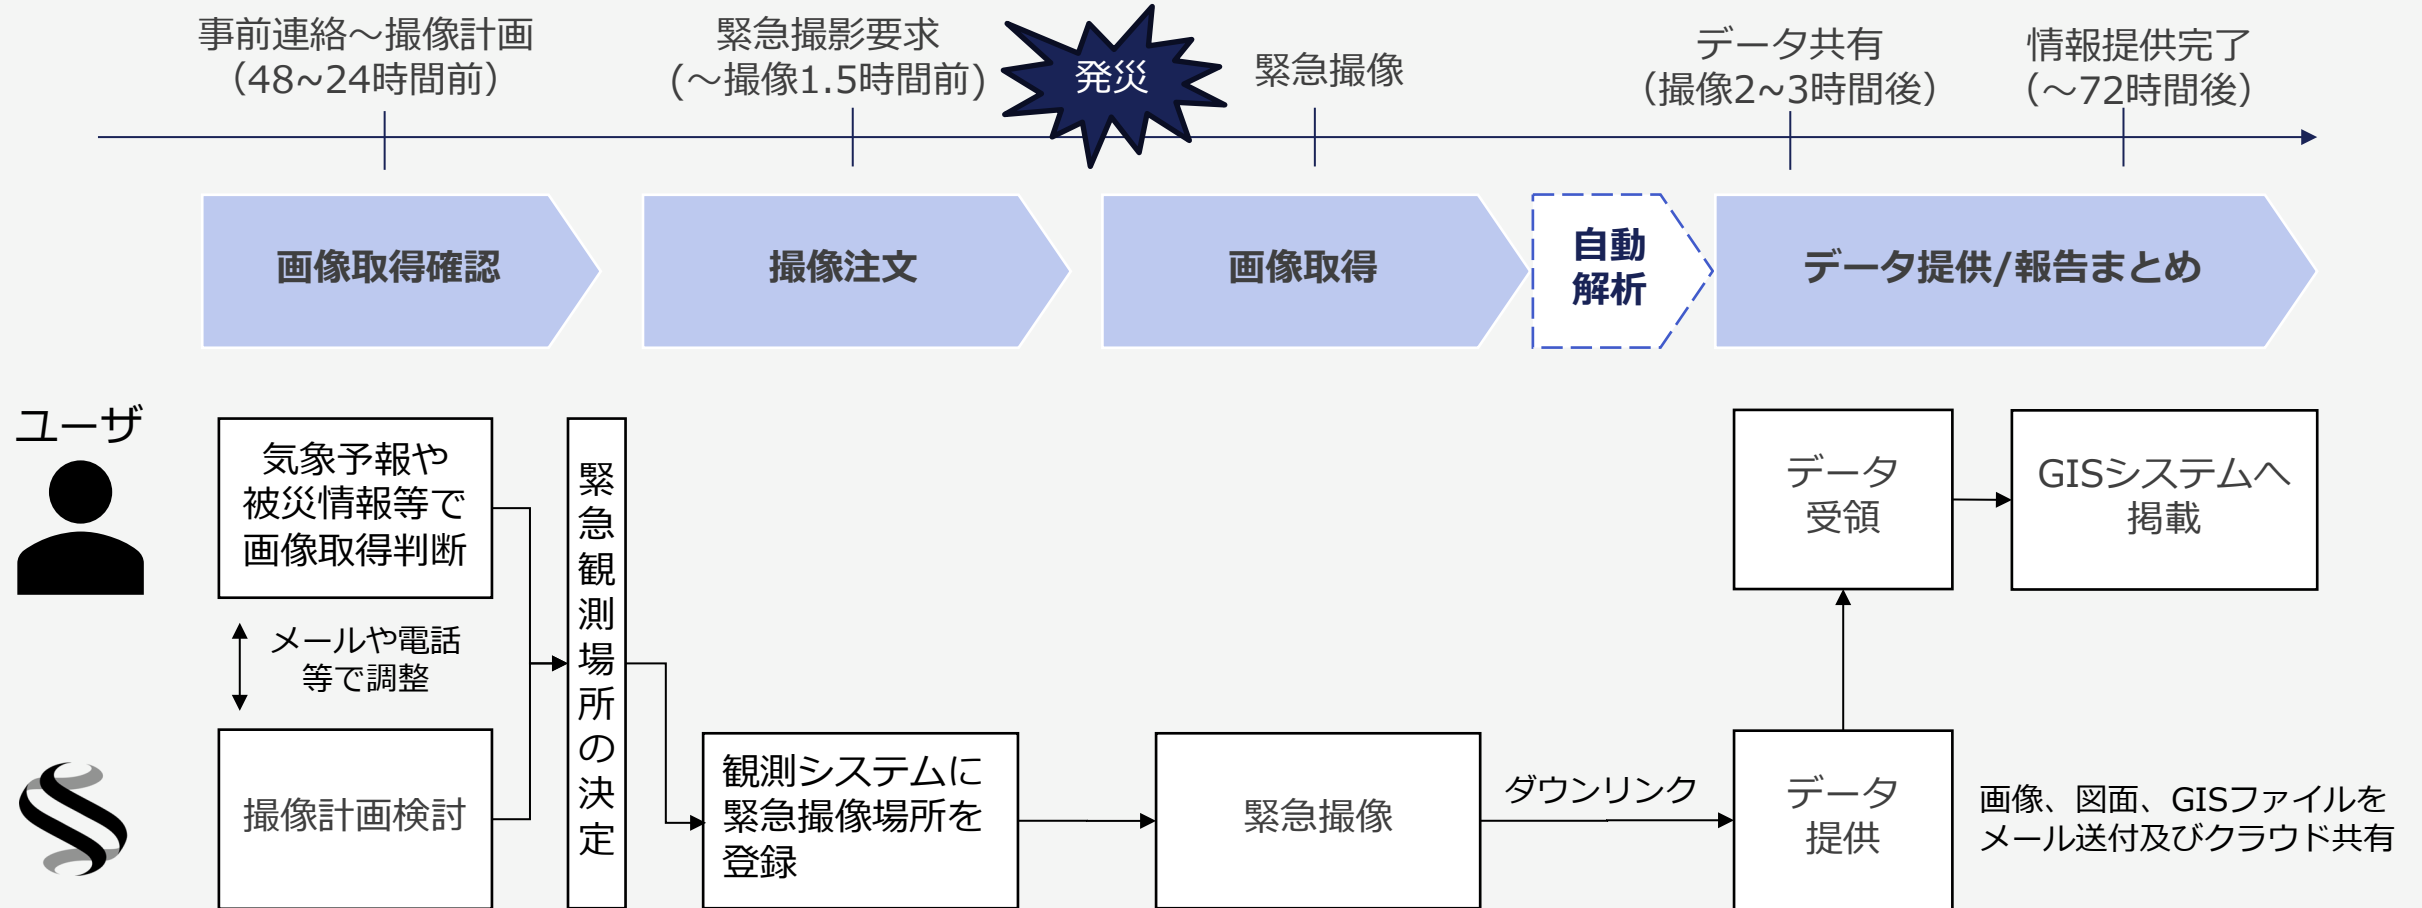 事前連絡～撮像計画
（48~24時間前）
緊急撮影要求
(～撮像1.5時間前)
発災
緊急撮像
データ共有
（撮像2~3時間後）
情報提供完了
（～72時間後）
画像取得確認
撮像注文
画像取得
自動
解析
データ提供/報告まとめ
ユーザ
気象予報や
被災情報等で
画像取得判断
メールや電話
等で調整
撮像計画検討
緊急観測場所の決定
観測システムに
緊急撮像場所を
登録
緊急撮像
ダウンリンク
データ
受領
GISシステムへ
掲載
データ
提供
画像、図面、GISファイルを
メール送付及びクラウド共有